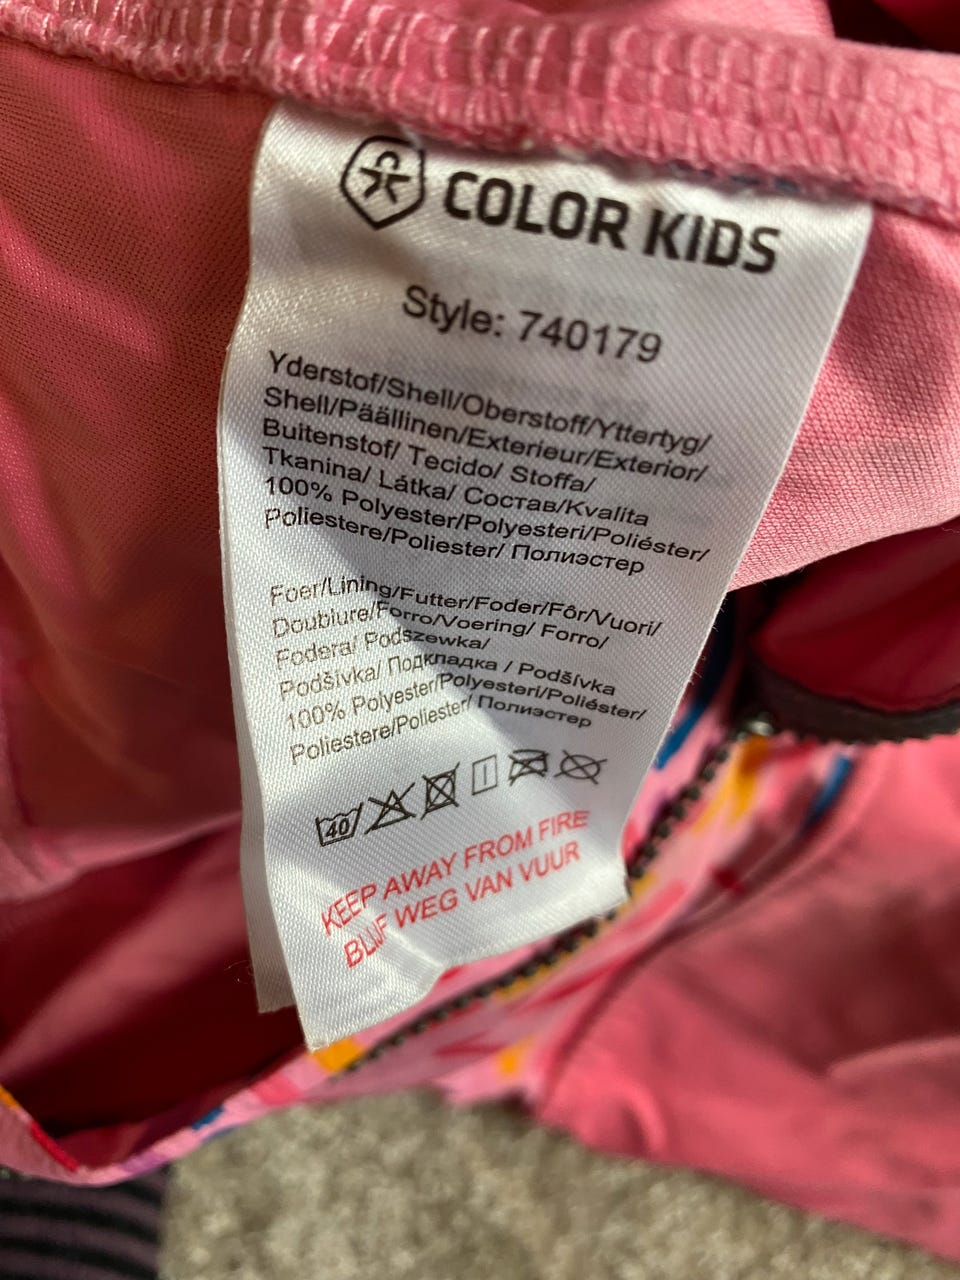 COLOR KIDS
Style: 740179
Yderstof/Shell/Oberstoff/Yttertyg/
Shell/Päällinen/Exterieur/Exterior/
Buitenstof/ Tecido/ Stoffa/
Tkanina/ Látka/ Состав/Kvalita
100% Polyester/Polyesteri/Poliéster/
Poliestere/Poliester/ Полиэстер
Foer/Lining/Futter/Foder/Fôr/Vuori/
Doublure/Forro/Voering/ Forro/
Fodera/ Podszewka/
Podšívka/ Подкладка / Podšívka
100% Polyester/Polyesteri/Poliéster/
Poliestere/Poliester/ Полиэстер
40
KEEP AWAY FROM FIRE
BLIJF WEG VAN VUUR